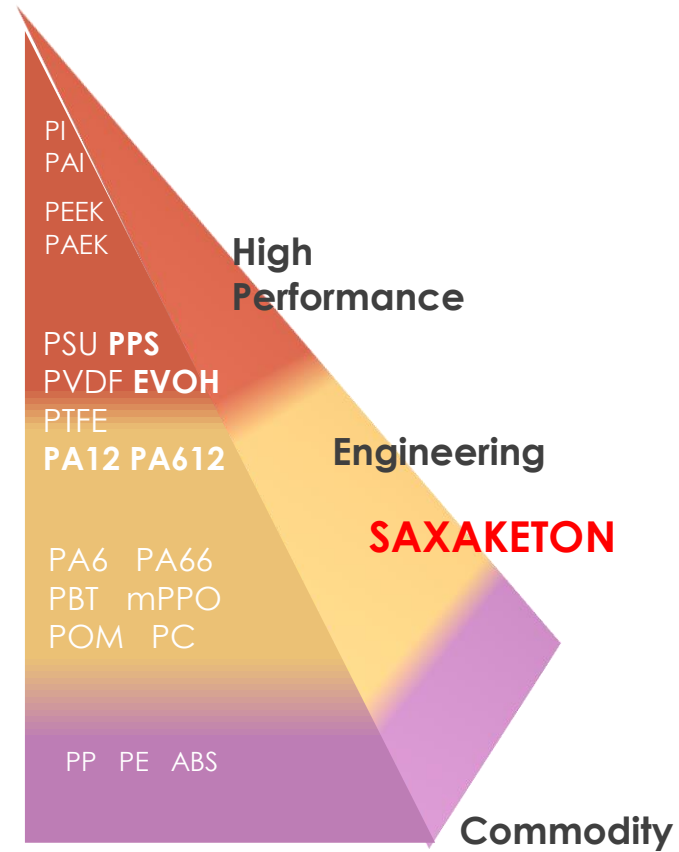 PI
PAI
PEEK
PAEK
High
Performance
PSU PPS
PVDF EVOH
PTFE
PA12 PA612
Engineering
SAXAKETON
PA6 PA66
PBT mPPO
POM PC
PP PE ABS
Commodity